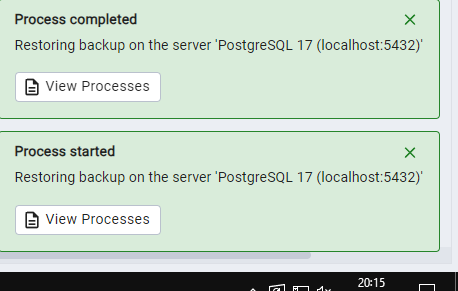 Process completed
Restoring backup on the server 'PostgreSQL 17 (localhost:5432)'
View Processes
Process started
Restoring backup on the server 'PostgreSQL 17 (localhost:5432)'
View Processes
20:15